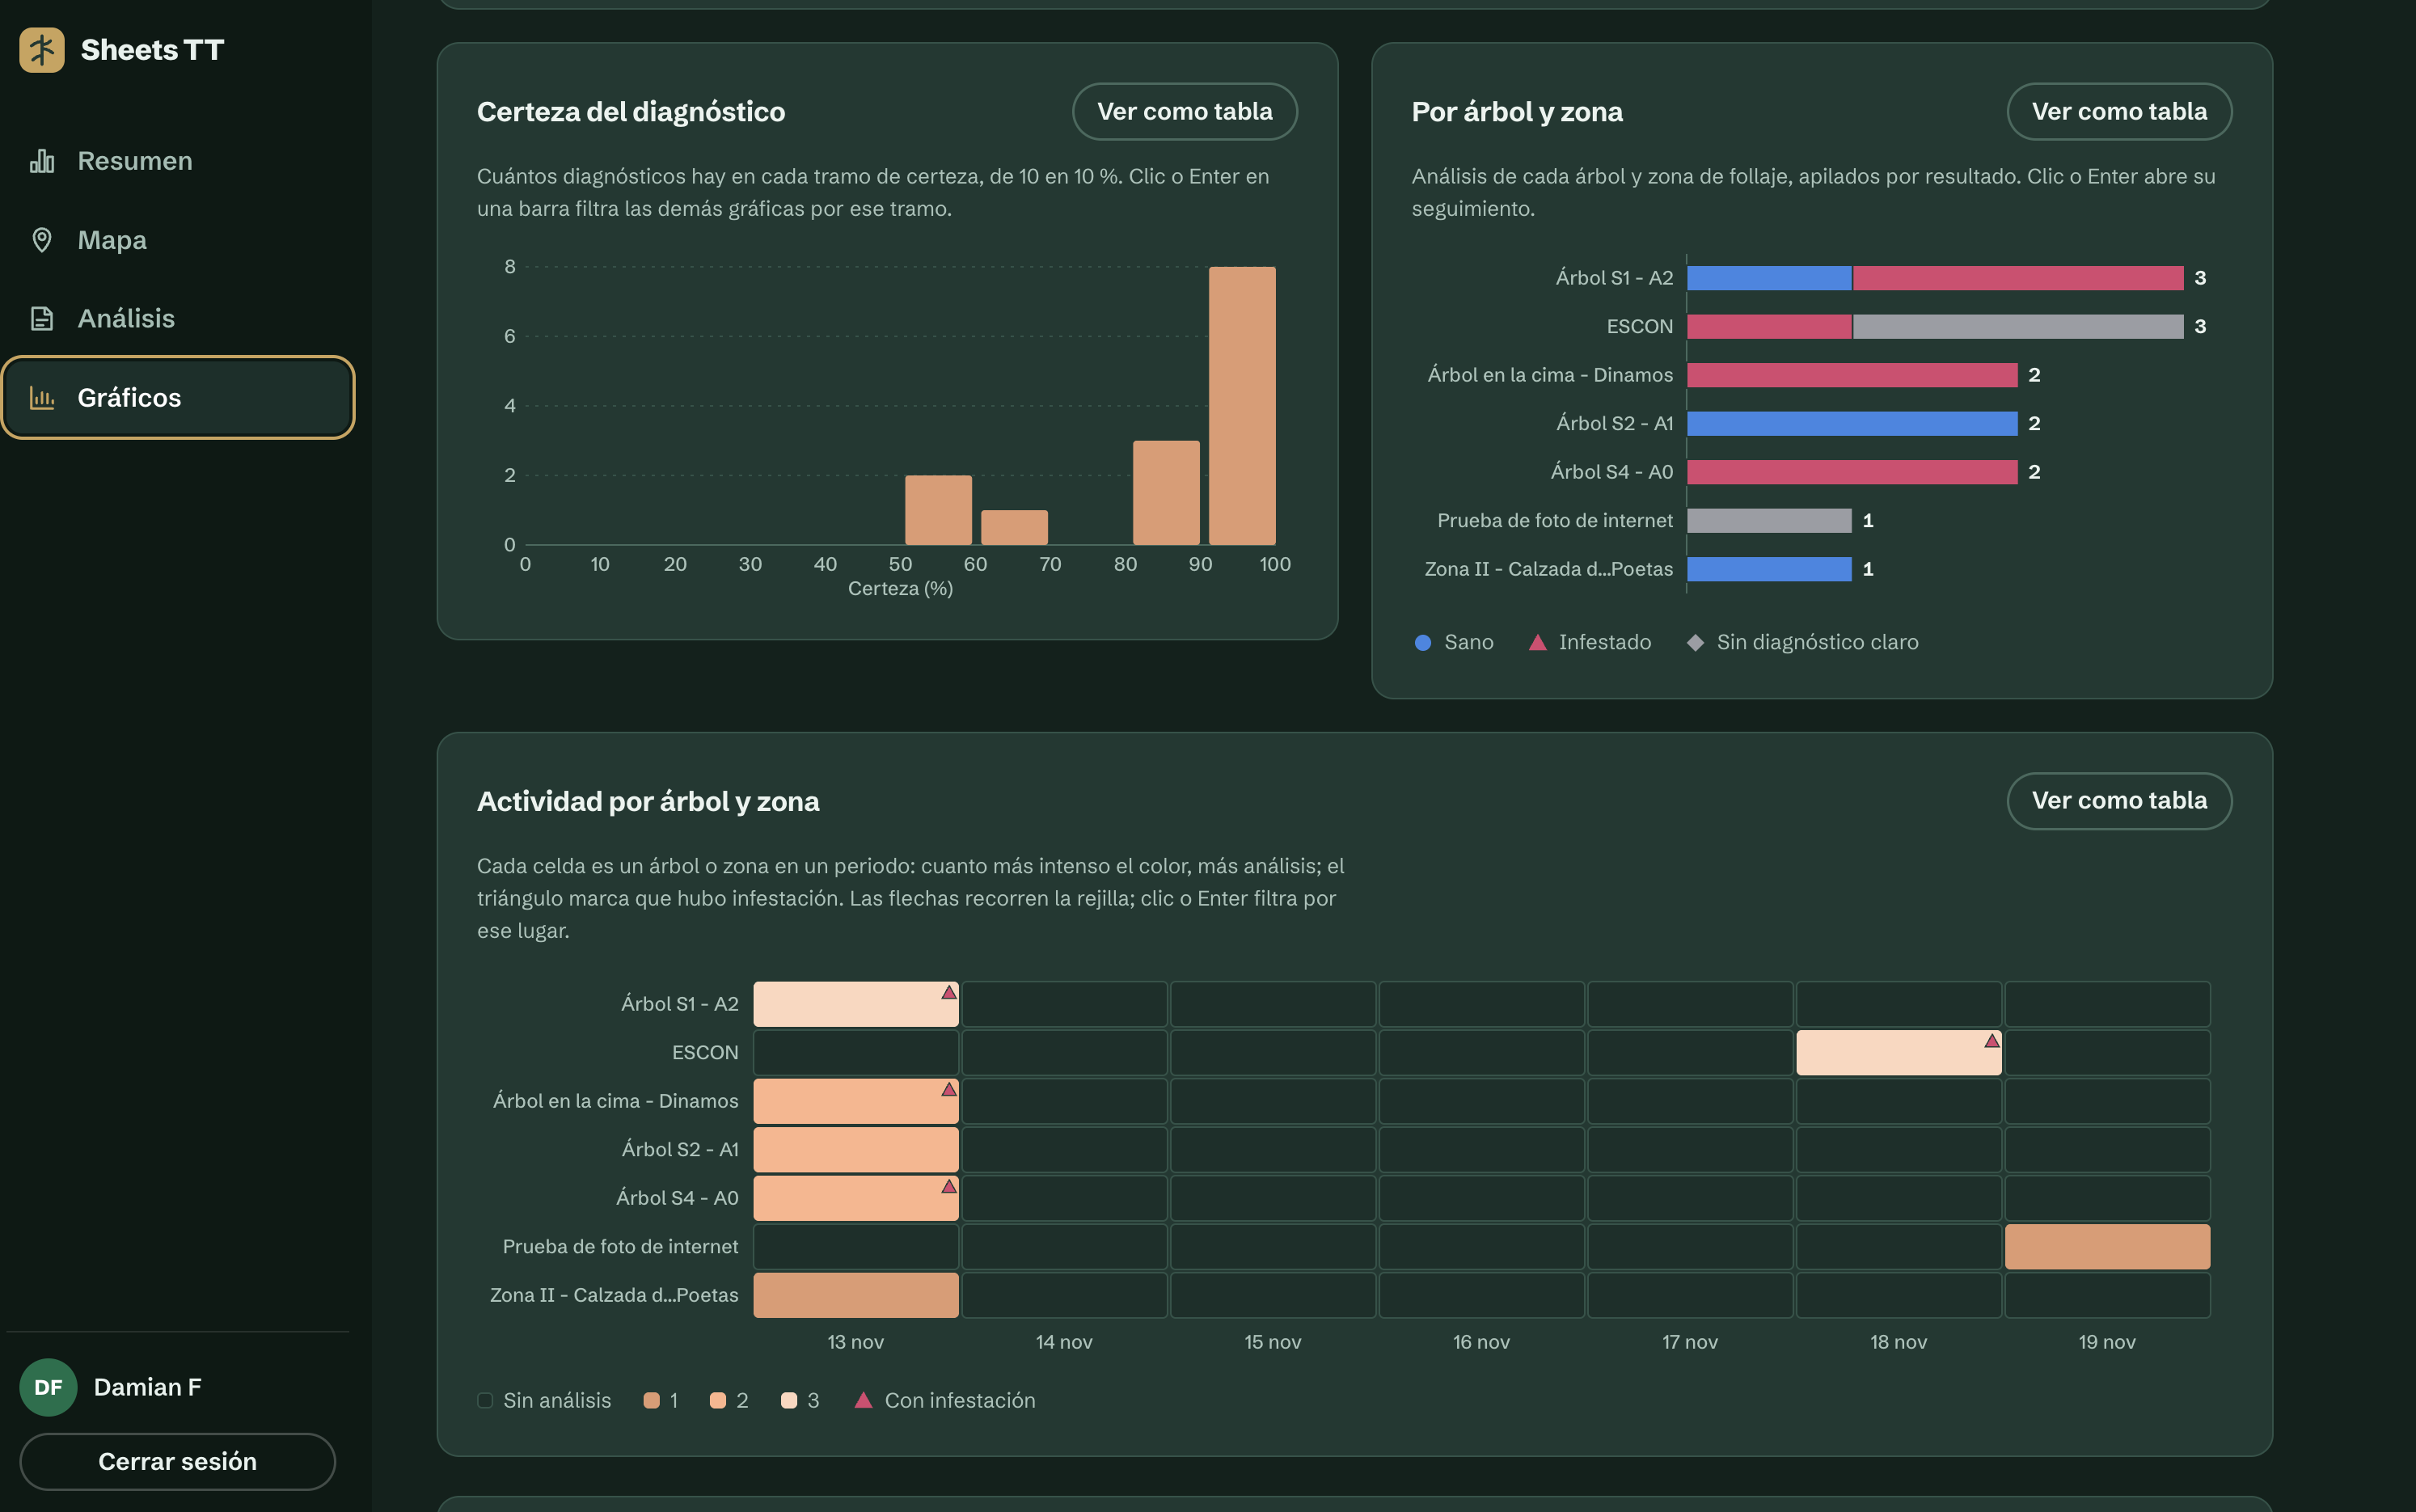 Sheets TT
Resumen
Mapa
Análisis
Gráficos
Damian F
DF
Cerrar sesión
Certeza del diagnóstico
Ver como tabla
Cuántos diagnósticos hay en cada tramo de certeza, de 10 en 10 %. Clic o Enter en
una barra filtra las demás gráficas por ese tramo.
8
6
4
2
0
0 10 20 30 40 50 60 70 80 90 100
Certeza (%)
Por árbol y zona
Ver como tabla
Análisis de cada árbol y zona de follaje, apilados por resultado. Clic o Enter abre su
seguimiento.
Árbol S1 - A2 3
ESCON 3
Árbol en la cima - Dinamos 2
Árbol S2 - A1 2
Árbol S4 - A0 2
Prueba de foto de internet 1
Zona II - Calzada d...Poetas 1
Sano Infestado Sin diagnóstico claro
Actividad por árbol y zona
Ver como tabla
Cada celda es un árbol o zona en un periodo: cuanto más intenso el color, más análisis; el
triángulo marca que hubo infestación. Las flechas recorren la rejilla; clic o Enter filtra por
ese lugar.
Árbol S1 - A2
ESCON
Árbol en la cima - Dinamos
Árbol S2 - A1
Árbol S4 - A0
Prueba de foto de internet
Zona II - Calzada d...Poetas
13 nov 14 nov 15 nov 16 nov 17 nov 18 nov 19 nov
Sin análisis 1 2 3 Con infestación